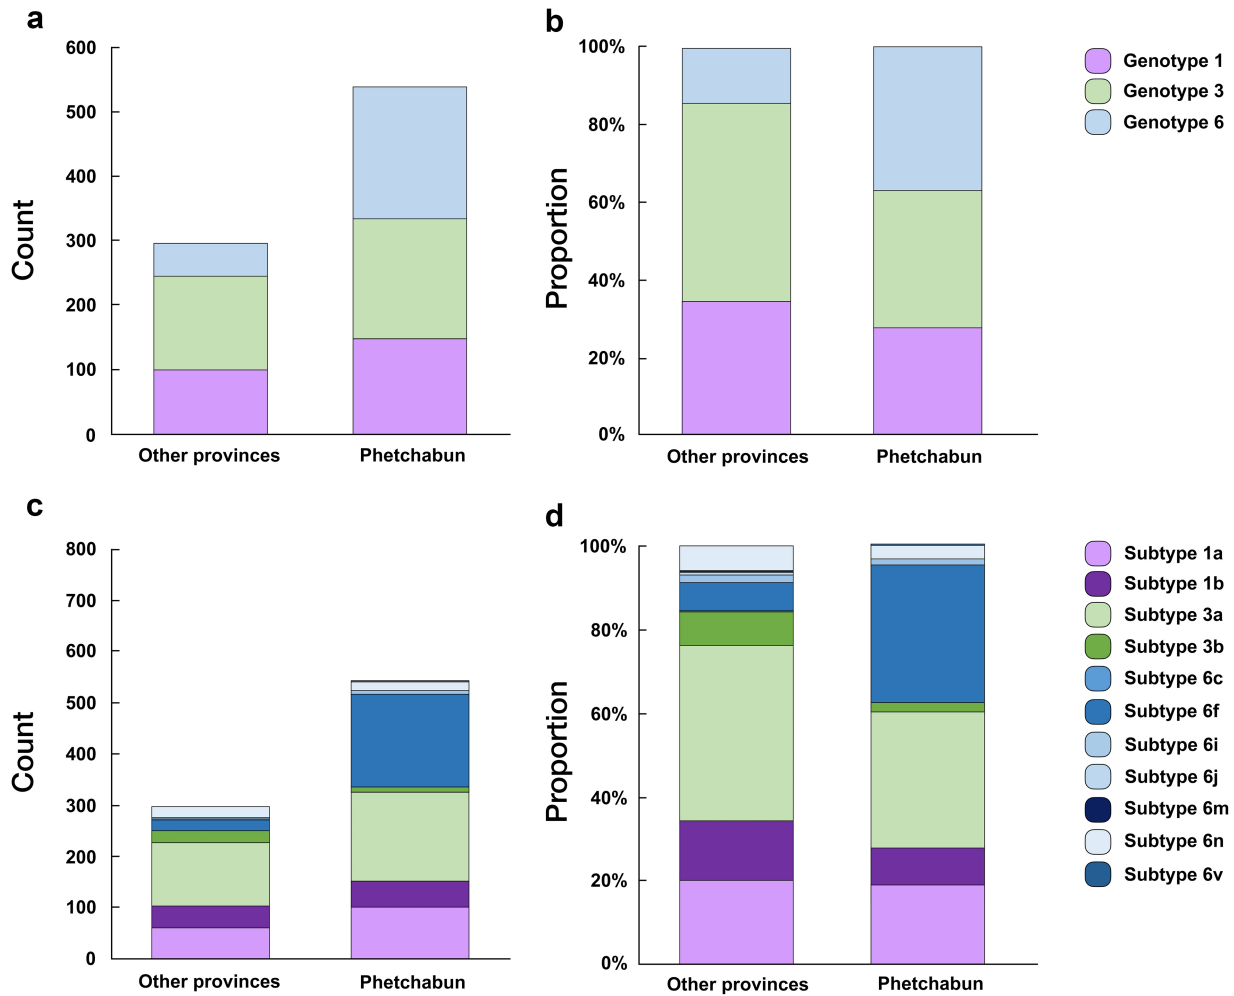 a
600
500
400
300
200
100
0
Count
Other provinces
Phetchabun
b
100%
80%
60%
40%
20%
0%
Proportion
Other provinces
Phetchabun
Genotype 1
Genotype 3
Genotype 6
c
800
700
600
500
400
300
200
100
0
Count
Other provinces
Phetchabun
d
100%
80%
60%
40%
20%
0%
Proportion
Other provinces
Phetchabun
Subtype 1a
Subtype 1b
Subtype 3a
Subtype 3b
Subtype 6c
Subtype 6f
Subtype 6i
Subtype 6j
Subtype 6m
Subtype 6n
Subtype 6v